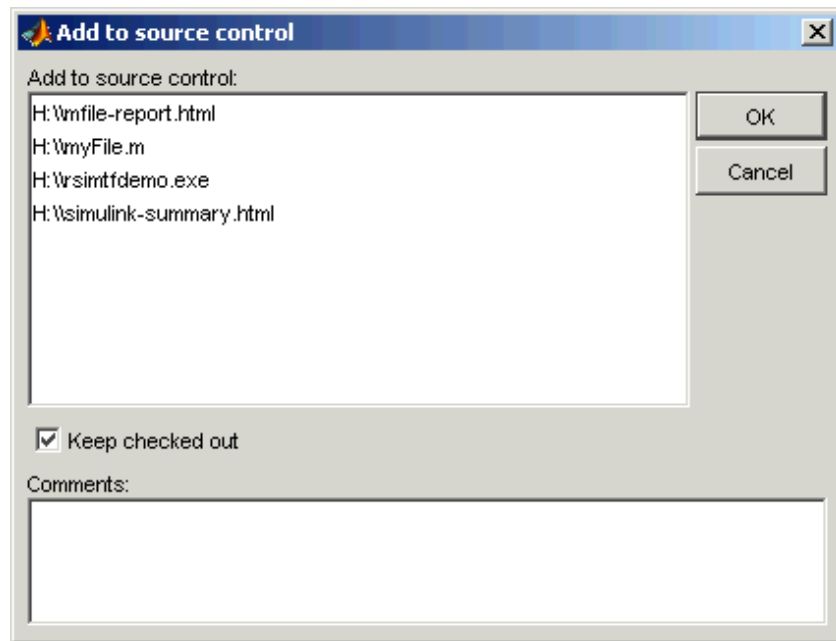 Add to source control
Add to source control:
H:\\mfile-report.html
H:\\myFile.m
H:\\rsimtfdemo.exe
H:\\simulink-summary.html
OK
Cancel
Keep checked out
Comments: